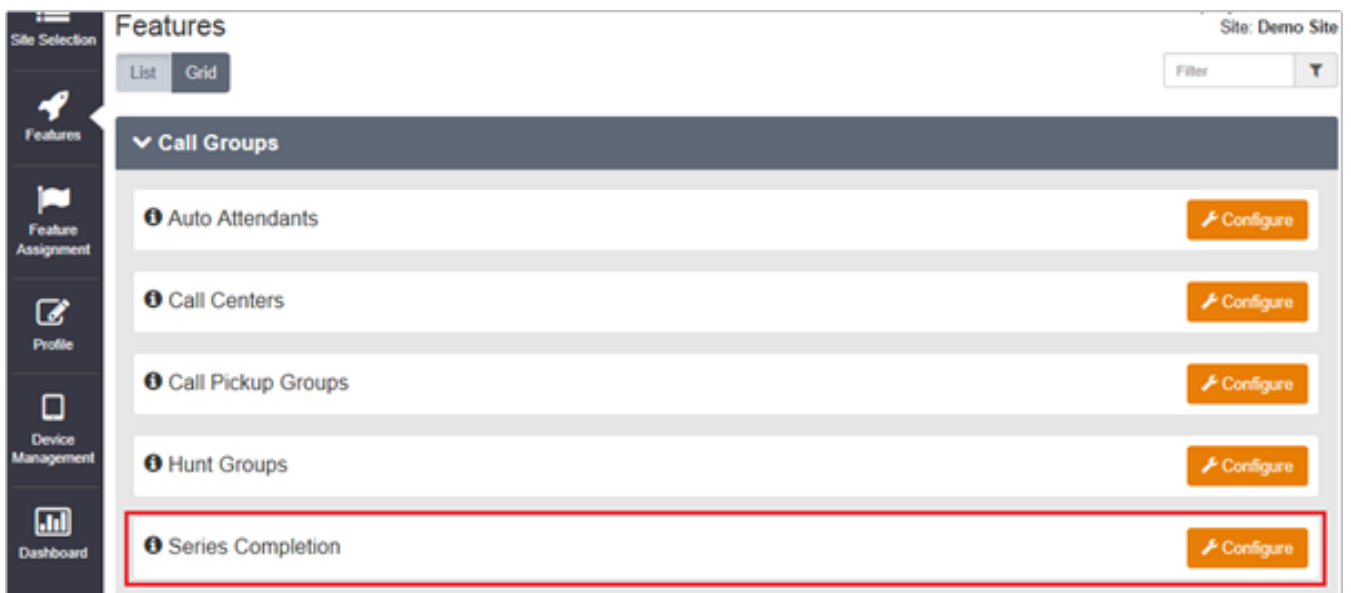 Site Selection
Features
Site: Demo Site
List Grid
Filter
Features
Call Groups
Feature
Assignment
Auto Attendants
Configure
Call Centers
Configure
Profile
Call Pickup Groups
Configure
Device
Management
Hunt Groups
Configure
Dashboard
Series Completion
Configure